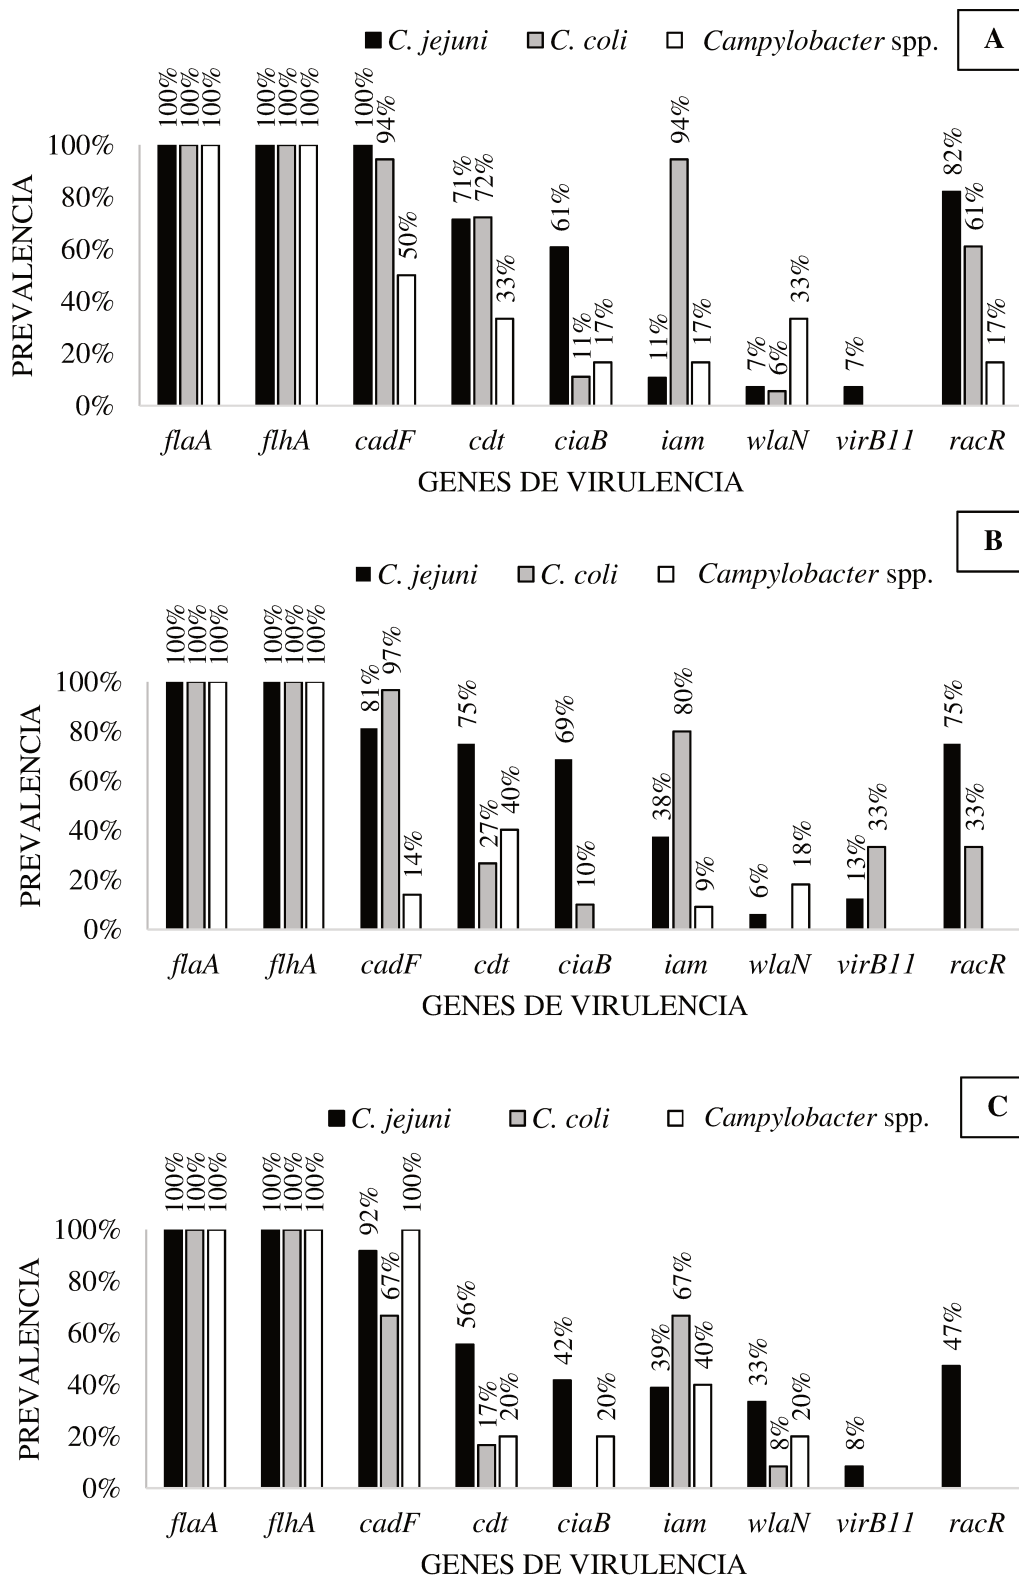 C. jejuni C. coli Campylobacter spp. A
100% 100% 100% 100% 100% 100% 100% 94% 50% 71% 72% 33% 61% 11% 17% 11% 94% 17% 7% 6% 33% 7% 82% 61% 17%
PREVALENCIA
100%
80%
60%
40%
20%
0%
flaA flhA cadF cdt ciaB iam wlaN virB11 racR
GENES DE VIRULENCIA
B
C. jejuni C. coli Campylobacter spp.
100% 100% 100% 100% 100% 100% 81% 97% 14% 75% 27% 40% 69% 10% 38% 80% 9% 6% 18% 13% 33% 75% 33%
PREVALENCIA
100%
80%
60%
40%
20%
0%
flaA flhA cadF cdt ciaB iam wlaN virB11 racR
GENES DE VIRULENCIA
C
C. jejuni C. coli Campylobacter spp.
100% 100% 100% 100% 100% 100% 92% 67% 100% 56% 17% 20% 42% 20% 39% 67% 40% 33% 8% 20% 8% 47%
PREVALENCIA
100%
80%
60%
40%
20%
0%
flaA flhA cadF cdt ciaB iam wlaN virB11 racR
GENES DE VIRULENCIA